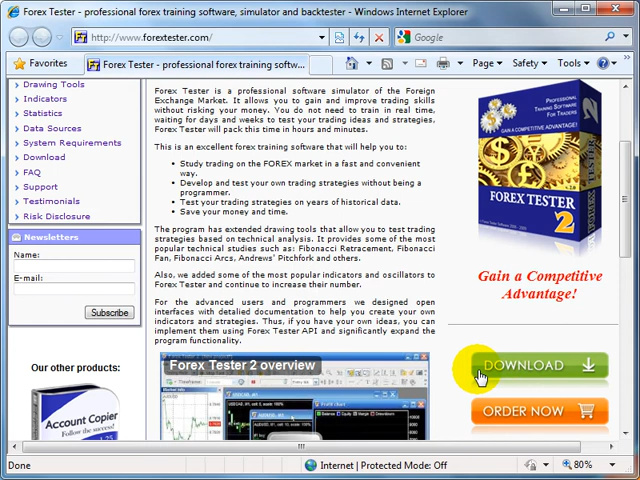 Forex Tester - professional forex training software, simulator and backtester - Windows Internet Explorer
http://www.forextester.com/
Google
Favorites
Forex Tester - professional forex training softw...
Page
Safety
Tools
Drawing Tools
Indicators
Statistics
Data Sources
System Requirements
Download
FAQ
Support
Testimonials
Risk Disclosure
Newsletters
Name:
E-mail:
Subscribe
Our other products:
Account Copier
Follow the success!
Forex Tester is a professional software simulator of the Foreign
Exchange Market. It allows you to gain and improve trading skills
without risking your money. You do not need to train in real time,
waiting for days and weeks to test your trading ideas and strategies.
Forex Tester will pack this time in hours and minutes.
This is an excellent forex training software that will help you to:
• Study trading on the FOREX market in a fast and convenient
way.
• Develop and test your own trading strategies without being a
programmer.
• Test your trading strategies on years of historical data.
• Save your money and time.
The program has extended drawing tools that allow you to test trading
strategies based on technical analysis. It provides some of the most
popular technical studies such as: Fibonacci Retracement, Fibonacci
Fan, Fibonacci Arcs, Andrews' Pitchfork and others.
Also, we added some of the most popular indicators and oscillators to
Forex Tester and continue to increase their number.
For the advanced users and programmers we designed open
interfaces with detailed documentation to help you create your own
indicators and strategies. Thus, if you have your own ideas, you can
implement them using Forex Tester API and significantly expand the
program functionality.
Forex Tester 2 overview
PROFESSIONAL
TRAINING SOFTWARE
FOR TRADERS
GAIN A COMPETITIVE ADVANTAGE!
FOREX TESTER
2
Gain a Competitive
Advantage!
DOWNLOAD
ORDER NOW
Done
Internet | Protected Mode: Off
80%